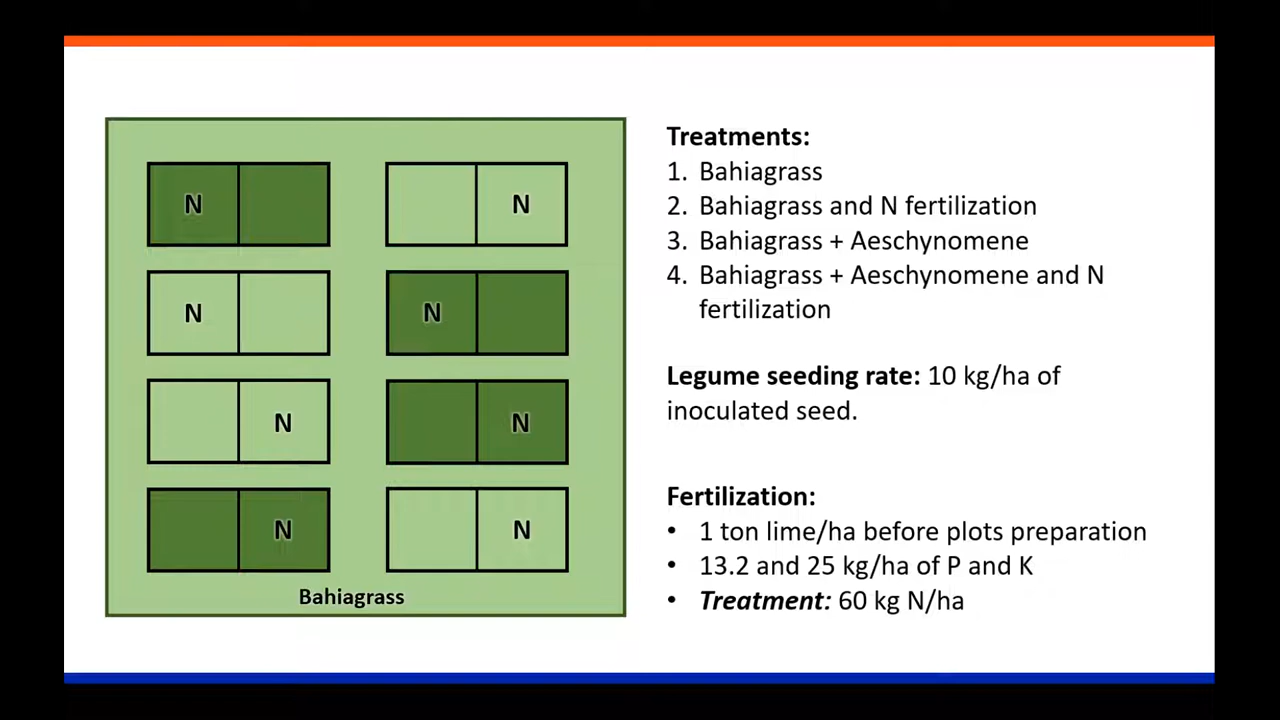 N
N
N
N
N
N
N
N
Bahiagrass
Treatments:
1. Bahiagrass
2. Bahiagrass and N fertilization
3. Bahiagrass + Aeschynomene
4. Bahiagrass + Aeschynomene and N
fertilization
Legume seeding rate: 10 kg/ha of
inoculated seed.
Fertilization:
• 1 ton lime/ha before plots preparation
• 13.2 and 25 kg/ha of P and K
• Treatment: 60 kg N/ha